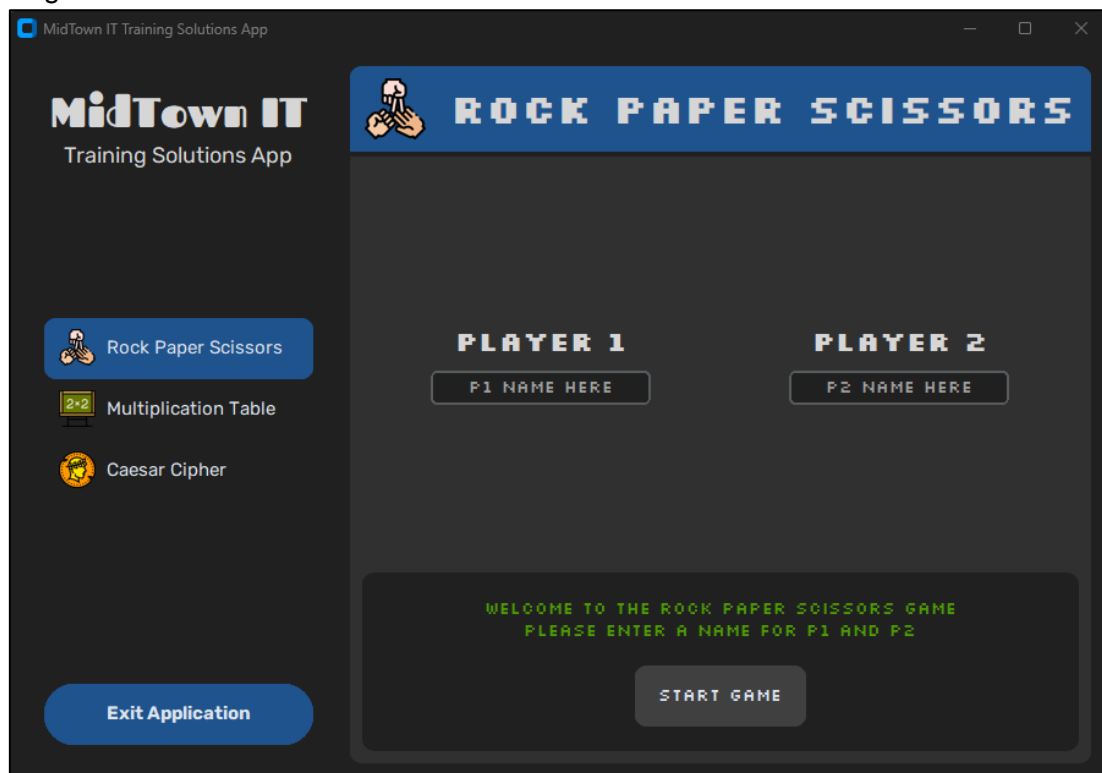 MidTown IT Training Solutions App
MidTown IT
Training Solutions App
Rock Paper Scissors
2×2
Multiplication Table
Caesar Cipher
Exit Application
ROCK PAPER SCISSORS
PLAYER 1
P1 NAME HERE
PLAYER 2
P2 NAME HERE
WELCOME TO THE ROCK PAPER SCISSORS GAME
PLEASE ENTER A NAME FOR P1 AND P2
START GAME